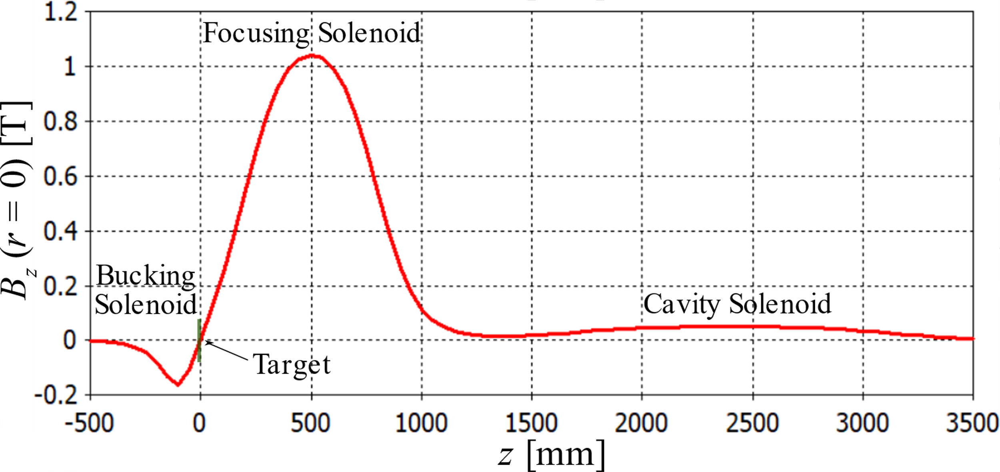 1.2
1
0.8
0.6
0.4
0.2
0
-0.2
B_z (r = 0) [T]
Focusing Solenoid
Bucking
Solenoid
Cavity Solenoid
Target
-500 0 500 1000 1500 2000 2500 3000 3500
z [mm]